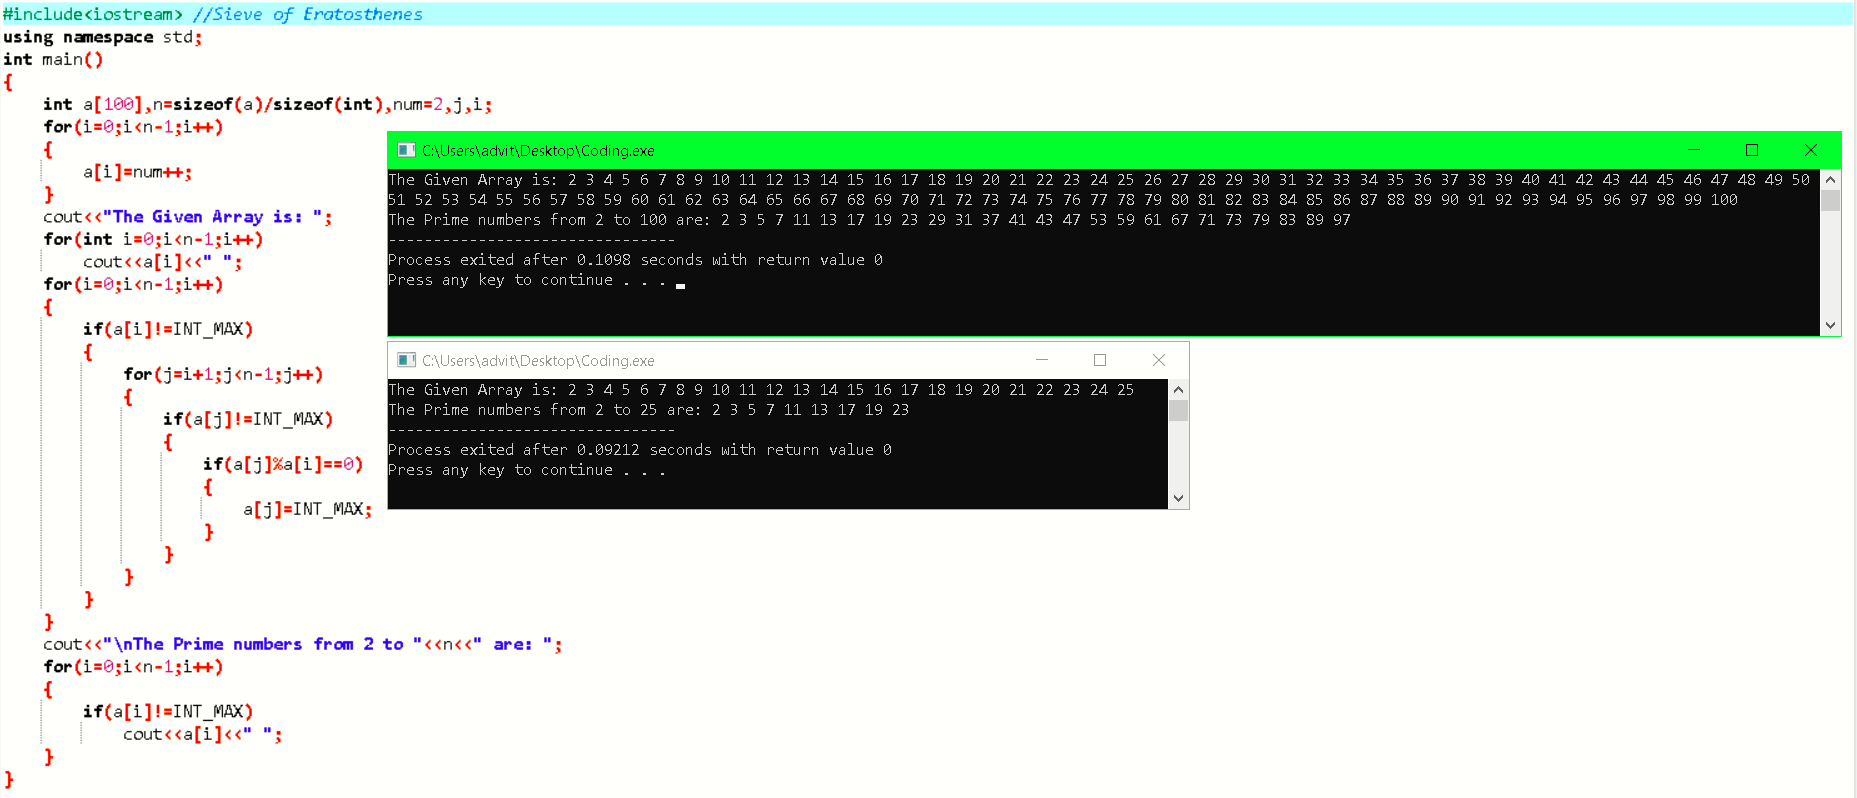 #include<iostream> //Sieve of Eratosthenes
using namespace std;
int main()
{
    int a[100],n=sizeof(a)/sizeof(int),num=2,j,i;
    for(i=0;i<n-1;i++)
    {
        a[i]=num++;
    }
    cout<<"The Given Array is: ";
    for(int i=0;i<n-1;i++)
        cout<<a[i]<<" ";
    for(i=0;i<n-1;i++)
    {
        if(a[i]!=INT_MAX)
        {
            for(j=i+1;j<n-1;j++)
            {
                if(a[j]!=INT_MAX)
                {
                    if(a[j]%a[i]==0)
                    {
                        a[j]=INT_MAX;
                    }
                }
            }
        }
    }
    cout<<"\nThe Prime numbers from 2 to "<<n<<" are: ";
    for(i=0;i<n-1;i++)
    {
        if(a[i]!=INT_MAX)
            cout<<a[i]<<" ";
    }
}
C:\Users\advit\Desktop\Coding.exe
The Given Array is: 2 3 4 5 6 7 8 9 10 11 12 13 14 15 16 17 18 19 20 21 22 23 24 25 26 27 28 29 30 31 32 33 34 35 36 37 38 39 40 41 42 43 44 45 46 47 48 49 50
51 52 53 54 55 56 57 58 59 60 61 62 63 64 65 66 67 68 69 70 71 72 73 74 75 76 77 78 79 80 81 82 83 84 85 86 87 88 89 90 91 92 93 94 95 96 97 98 99 100
The Prime numbers from 2 to 100 are: 2 3 5 7 11 13 17 19 23 29 31 37 41 43 47 53 59 61 67 71 73 79 83 89 97
--------------------------------
Process exited after 0.1098 seconds with return value 0
Press any key to continue . . .
C:\Users\advit\Desktop\Coding.exe
The Given Array is: 2 3 4 5 6 7 8 9 10 11 12 13 14 15 16 17 18 19 20 21 22 23 24 25
The Prime numbers from 2 to 25 are: 2 3 5 7 11 13 17 19 23
--------------------------------
Process exited after 0.09212 seconds with return value 0
Press any key to continue . . .